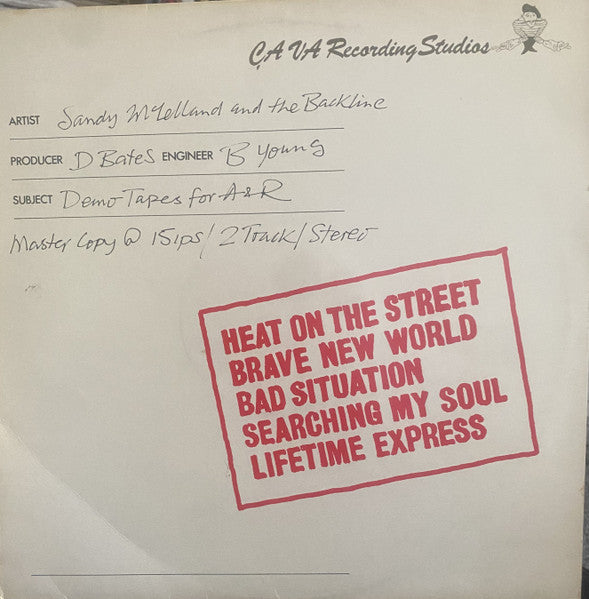 ÇA VA Recording Studios
ARTIST Sandy McLelland and the Backline
PRODUCER D Bates ENGINEER B Young
SUBJECT Demo Tapes for A&R
Master Copy @ 15ips / 2 Track / Stereo
HEAT ON THE STREET
BRAVE NEW WORLD
BAD SITUATION
SEARCHING MY SOUL
LIFETIME EXPRESS